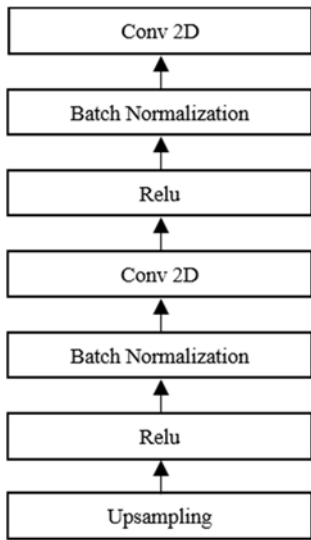 Conv 2D
Batch Normalization
Relu
Conv 2D
Batch Normalization
Relu
Upsampling